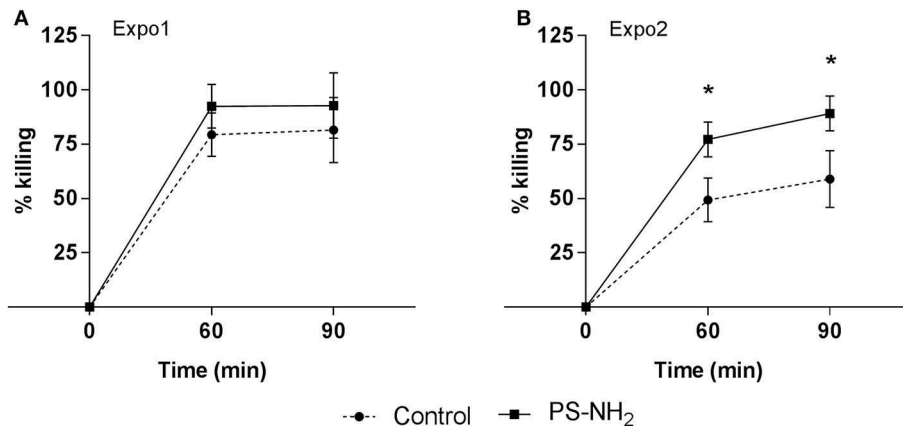 A
Expo1
125
100
75
50
25
% killing
0 60 90
Time (min)
B
Expo2
125
100
75
50
25
% killing
* *
0 60 90
Time (min)
Control PS-NH₂